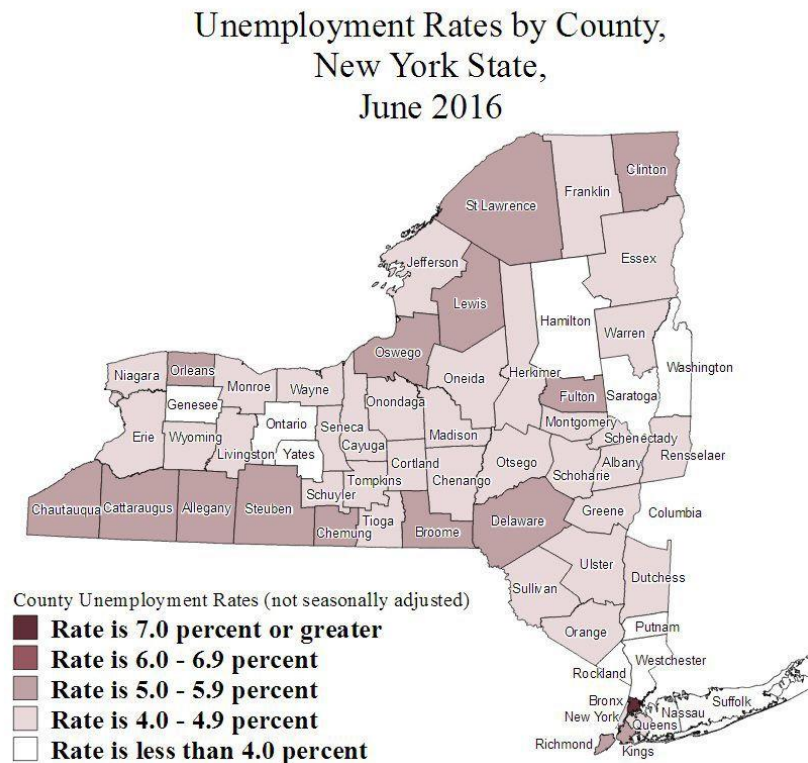 Unemployment Rates by County,
New York State,
June 2016
Clinton
Franklin
St Lawrence
Essex
Jefferson
Lewis
Hamilton
Warren
Washington
Oswego
Oneida
Herkimer
Niagara
Orleans
Monroe
Wayne
Fulton
Saratoga
Genesee
Onondaga
Montgomery
Ontario
Seneca
Madison
Schenectady
Erie
Wyoming
Livingston
Yates
Cayuga
Cortland
Otsego
Schoharie
Albany
Rensselaer
Tompkins
Chenango
Schuyler
Chautauqua
Cattaraugus
Allegany
Steuben
Chemung
Tioga
Broome
Delaware
Greene
Columbia
Ulster
Dutchess
Sullivan
Orange
Putnam
Rockland
Westchester
Bronx
New York
Suffolk
Nassau
Queens
Richmond
Kings
County Unemployment Rates (not seasonally adjusted)
Rate is 7.0 percent or greater
Rate is 6.0 - 6.9 percent
Rate is 5.0 - 5.9 percent
Rate is 4.0 - 4.9 percent
Rate is less than 4.0 percent